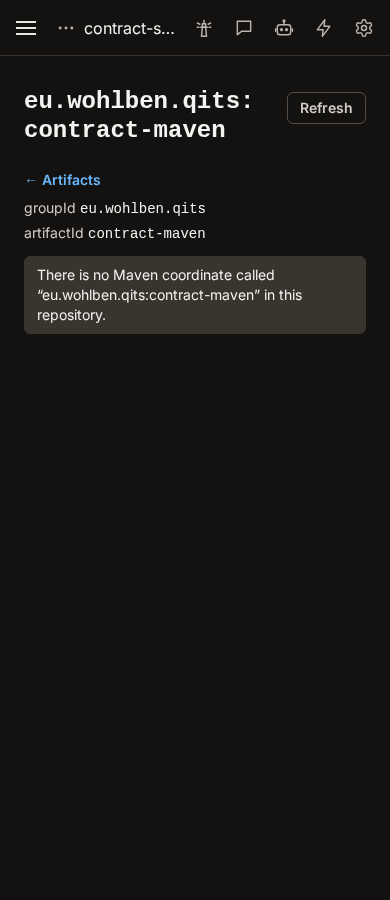 contract-s...
eu.wohlben.qits:
contract-maven
Refresh
← Artifacts
groupId eu.wohlben.qits
artifactId contract-maven
There is no Maven coordinate called
“eu.wohlben.qits:contract-maven” in this
repository.